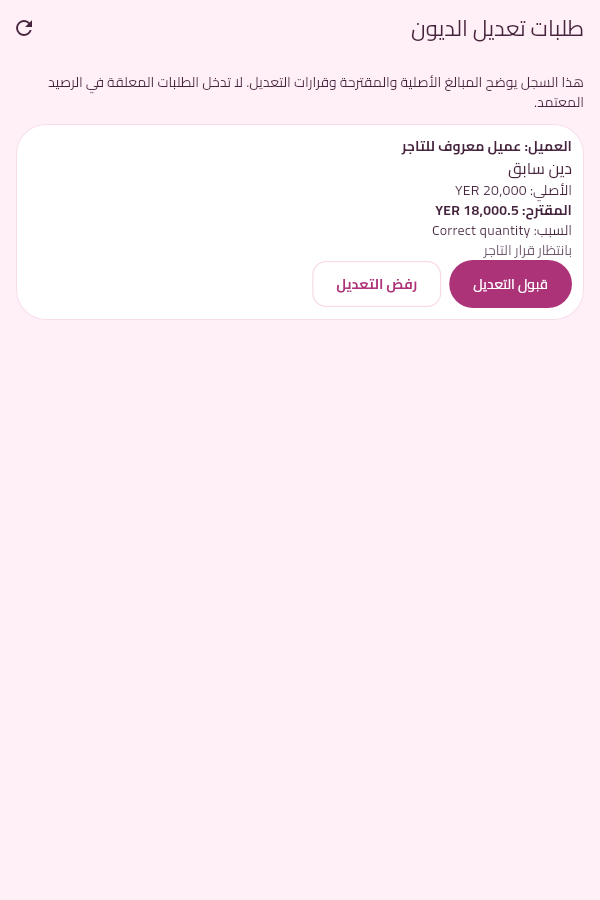 طلبات تعديل الديون
هذا السجل يوضح المبالغ الأصلية والمقترحة وقرارات التعديل. لا تدخل الطلبات المعلقة في الرصيد
المعتمد.
العميل: عميل معروف للتاجر
دين سابق
الأصلي: 20,000 YER
المقترح: 18,000.5 YER
السبب: Correct quantity
بانتظار قرار التاجر
قبول التعديل
رفض التعديل